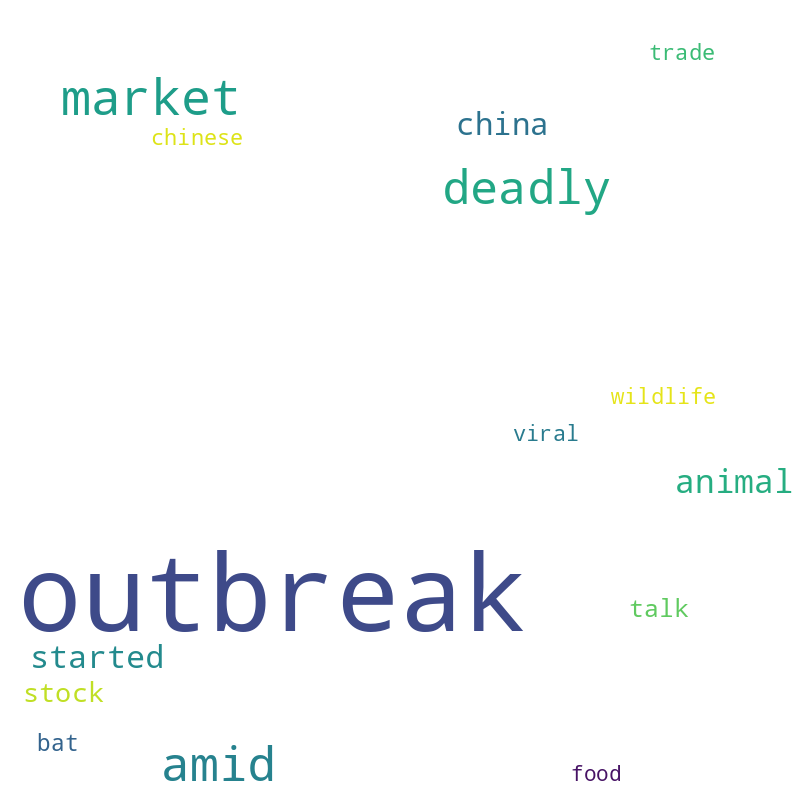 trade
market
china
chinese
deadly
wildlife
viral
animal
outbreak
talk
started
stock
bat
amid
food